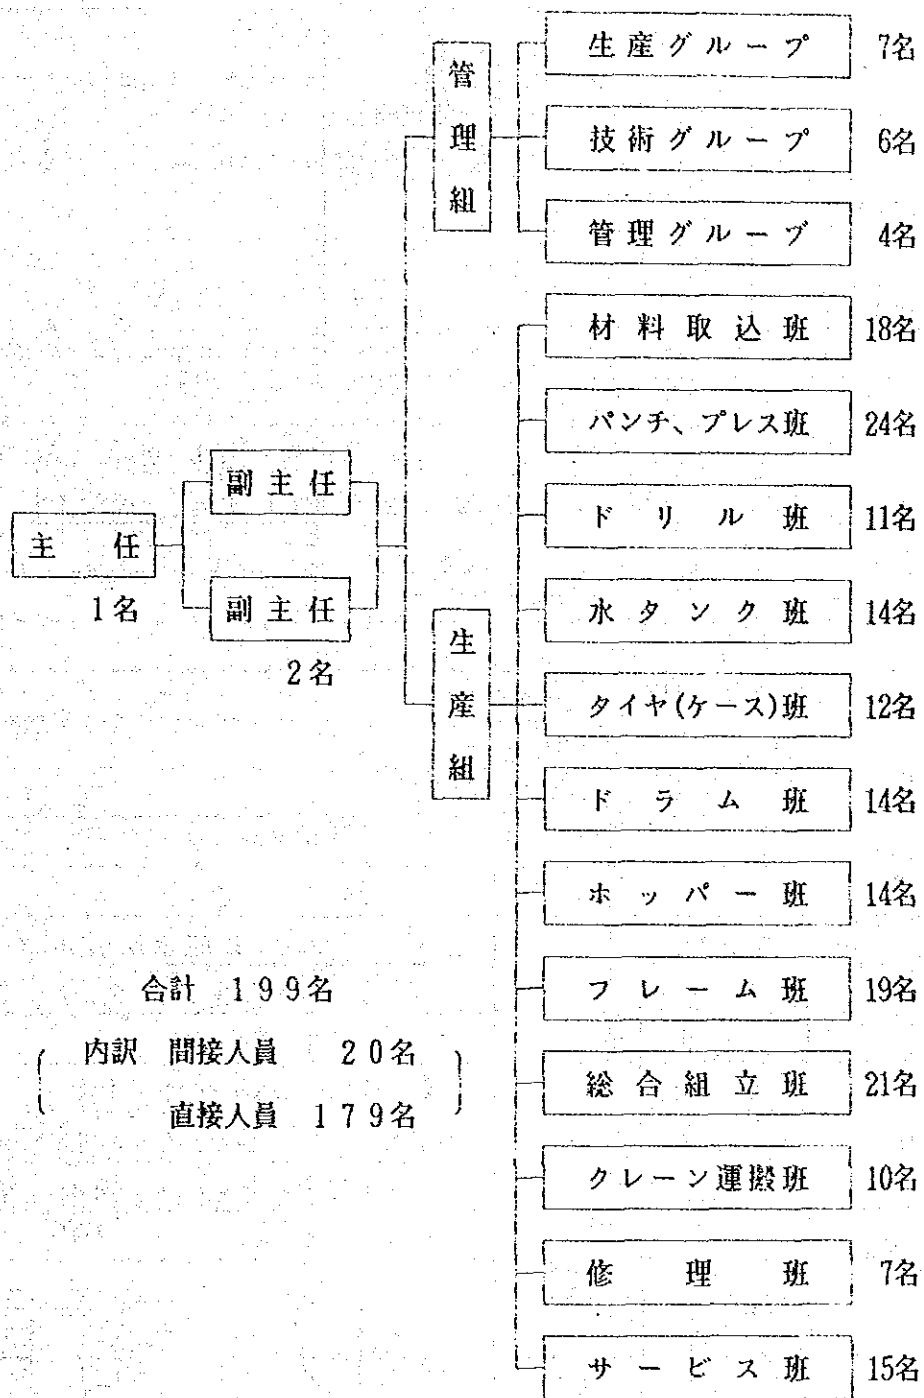 主任
1名
副主任
副主任
2名
管理組
生産グループ 7名
技術グループ 6名
管理グループ 4名
生産組
材料取込班 18名
パンチ、プレス班 24名
ドリル班 11名
水タンク班 14名
タイヤ(ケース)班 12名
ドラム班 14名
ホッパー班 14名
フレーム班 19名
総合組立班 21名
クレーン運搬班 10名
修理班 7名
サービス班 15名
合計 199名
内訳 間接人員 20名
直接人員 179名